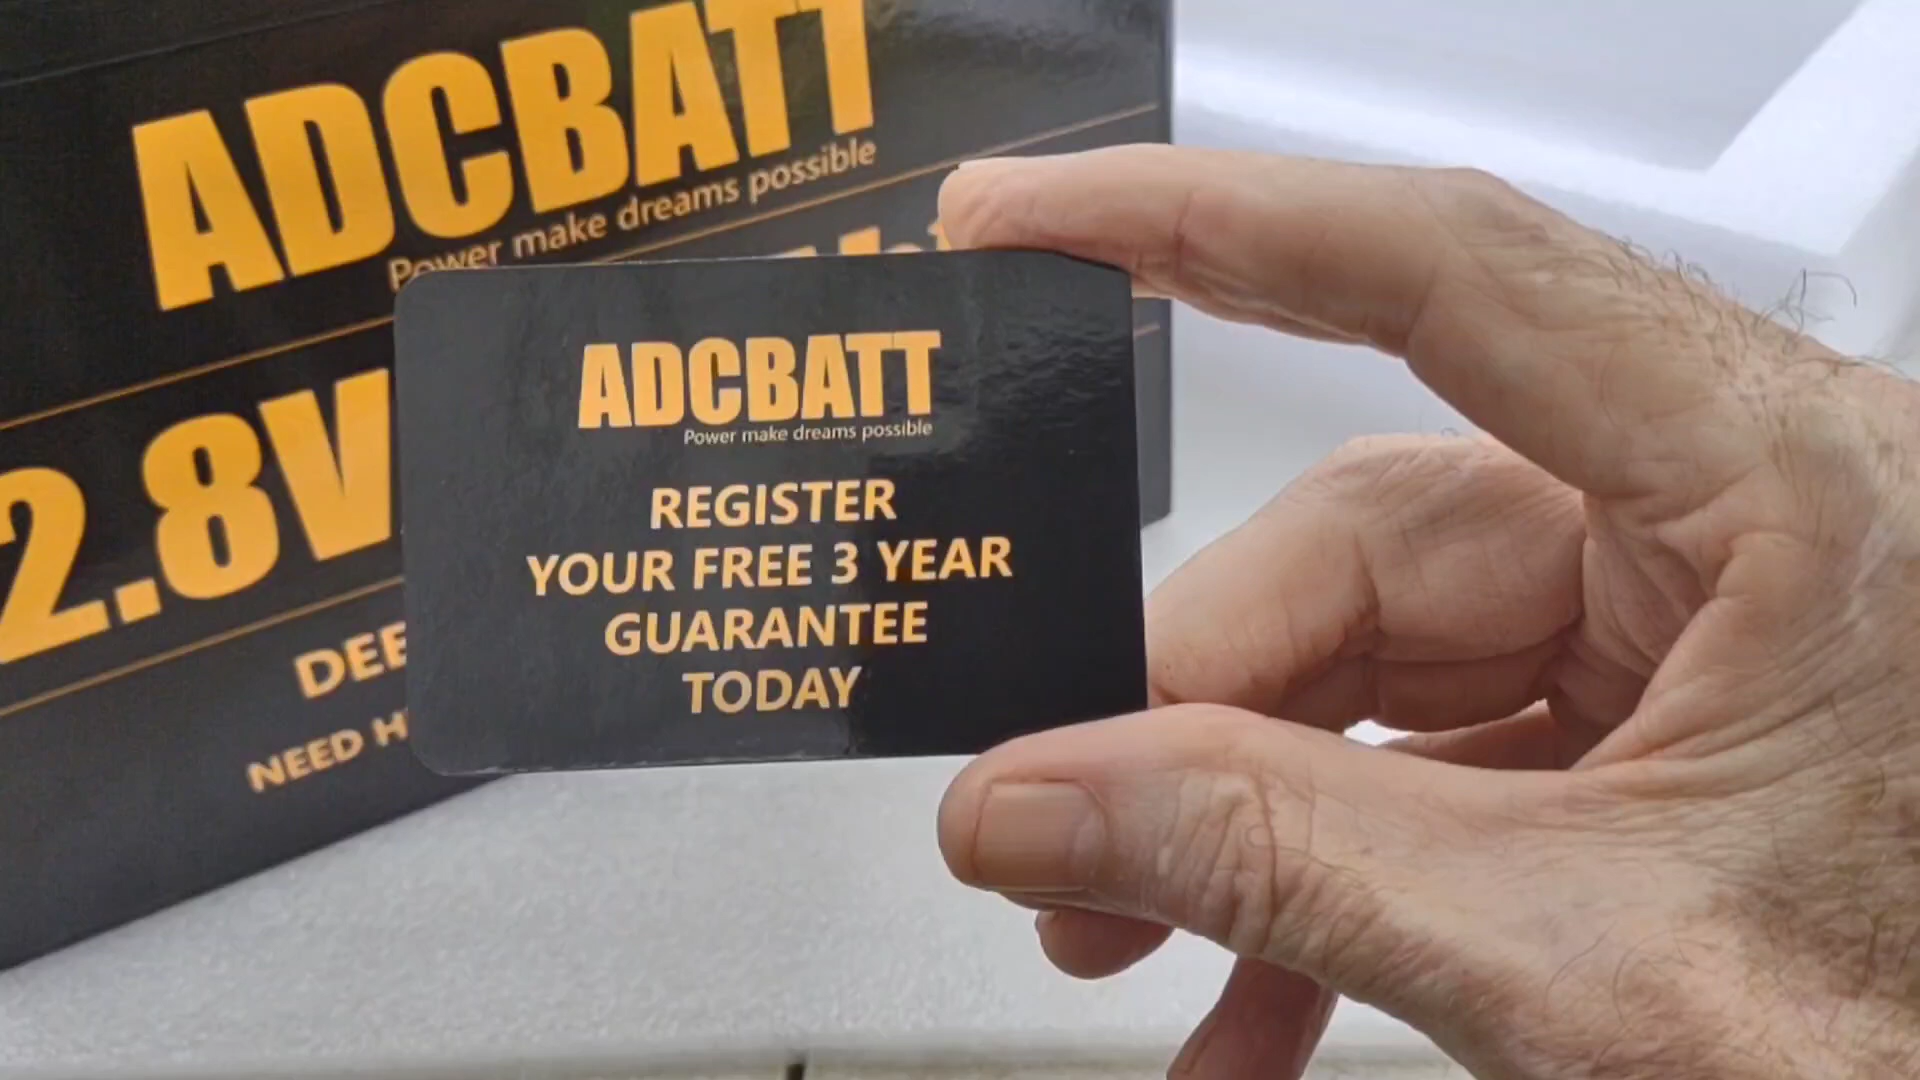 ADCBATT
Power make dreams possible
2.8V
DEE
NEED H
ADCBATT
Power make dreams possible
REGISTER
YOUR FREE 3 YEAR
GUARANTEE
TODAY